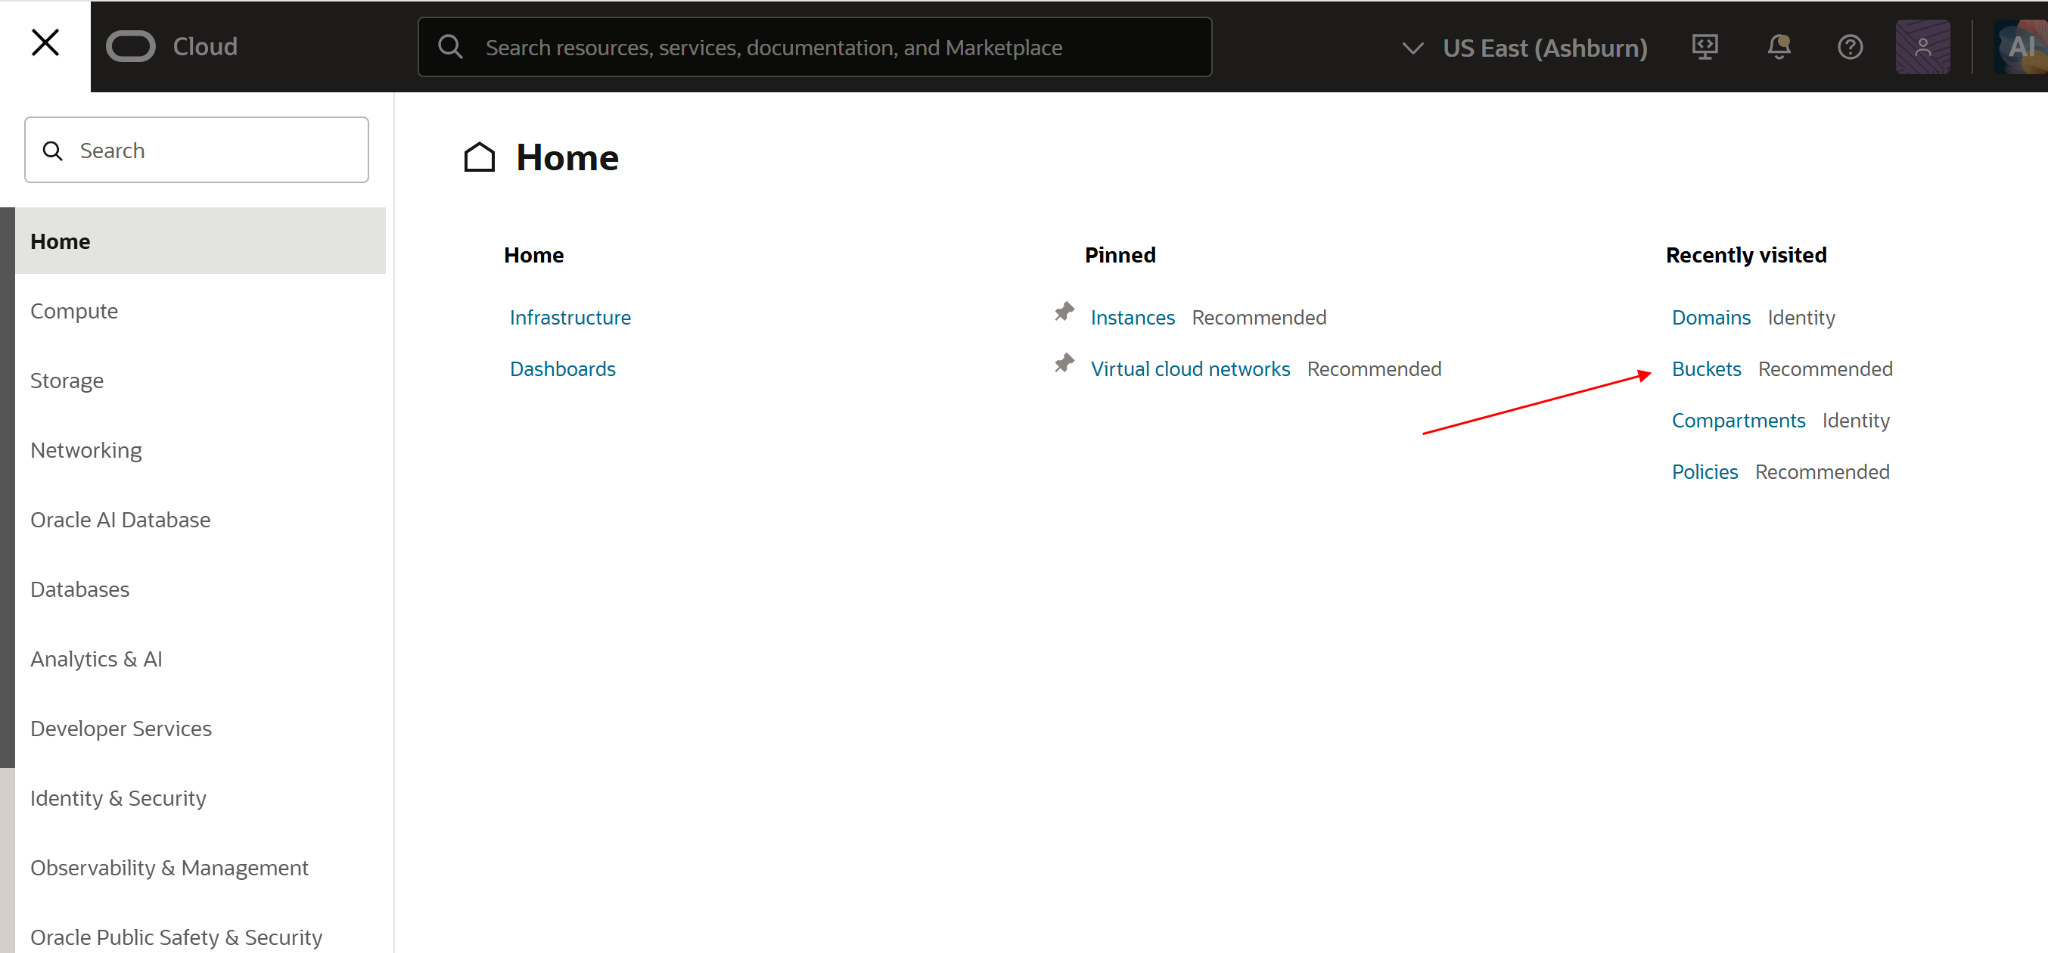 Cloud
Search resources, services, documentation, and Marketplace
US East (Ashburn)
AI
Search
Home
Compute
Storage
Networking
Oracle AI Database
Databases
Analytics & AI
Developer Services
Identity & Security
Observability & Management
Oracle Public Safety & Security
Home
Home
Infrastructure
Dashboards
Pinned
Instances Recommended
Virtual cloud networks Recommended
Recently visited
Domains Identity
Buckets Recommended
Compartments Identity
Policies Recommended